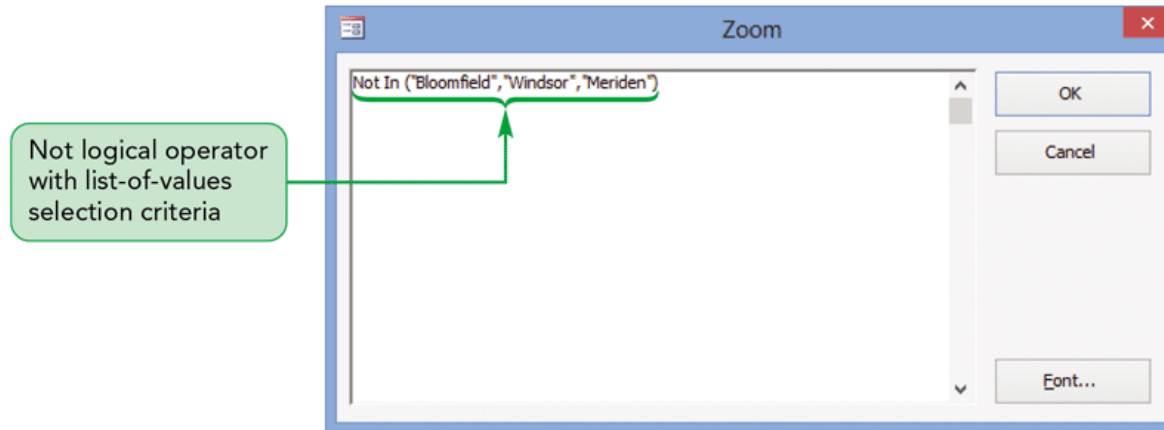 Zoom
Not In ("Bloomfield","Windsor","Meriden")
OK
Cancel
Font...
Not logical operator
with list-of-values
selection criteria